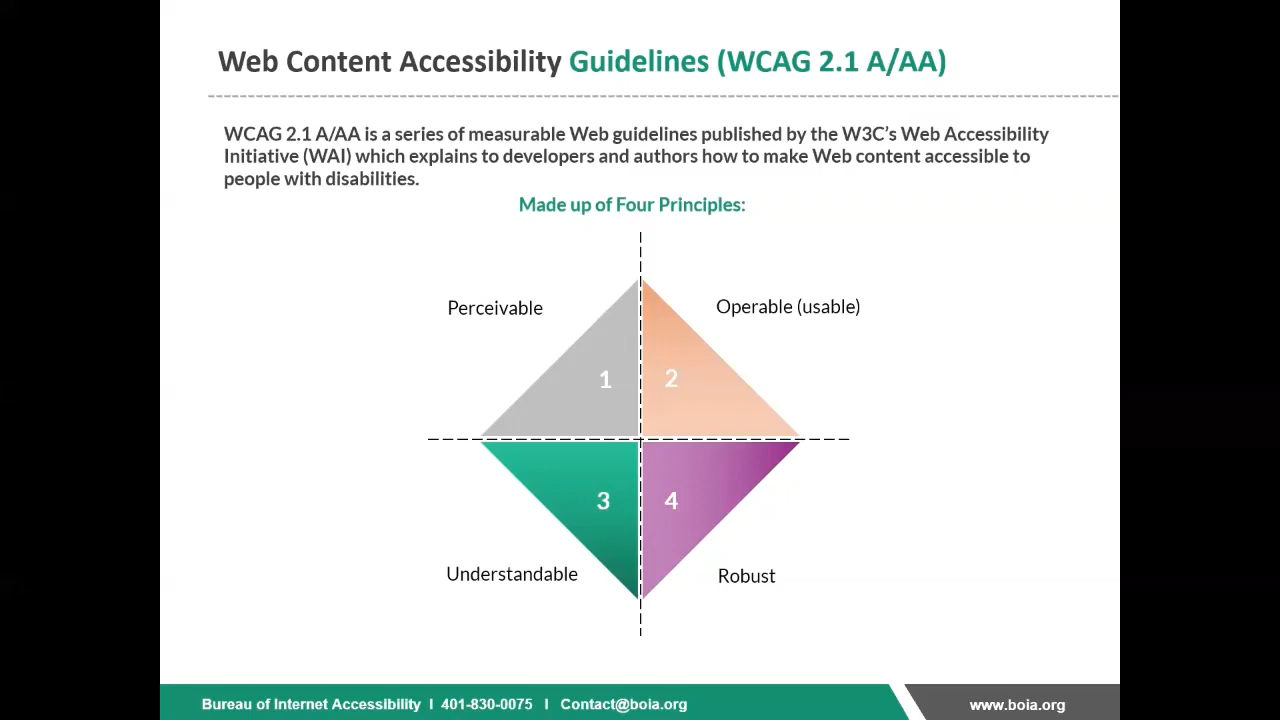 Web Content Accessibility Guidelines (WCAG 2.1 A/AA)
WCAG 2.1 A/AA is a series of measurable Web guidelines published by the W3C’s Web Accessibility
Initiative (WAI) which explains to developers and authors how to make Web content accessible to
people with disabilities.
Made up of Four Principles:
Perceivable
Operable (usable)
1
2
3
4
Understandable
Robust
Bureau of Internet Accessibility I 401-830-0075 I Contact@boia.org
www.boia.org